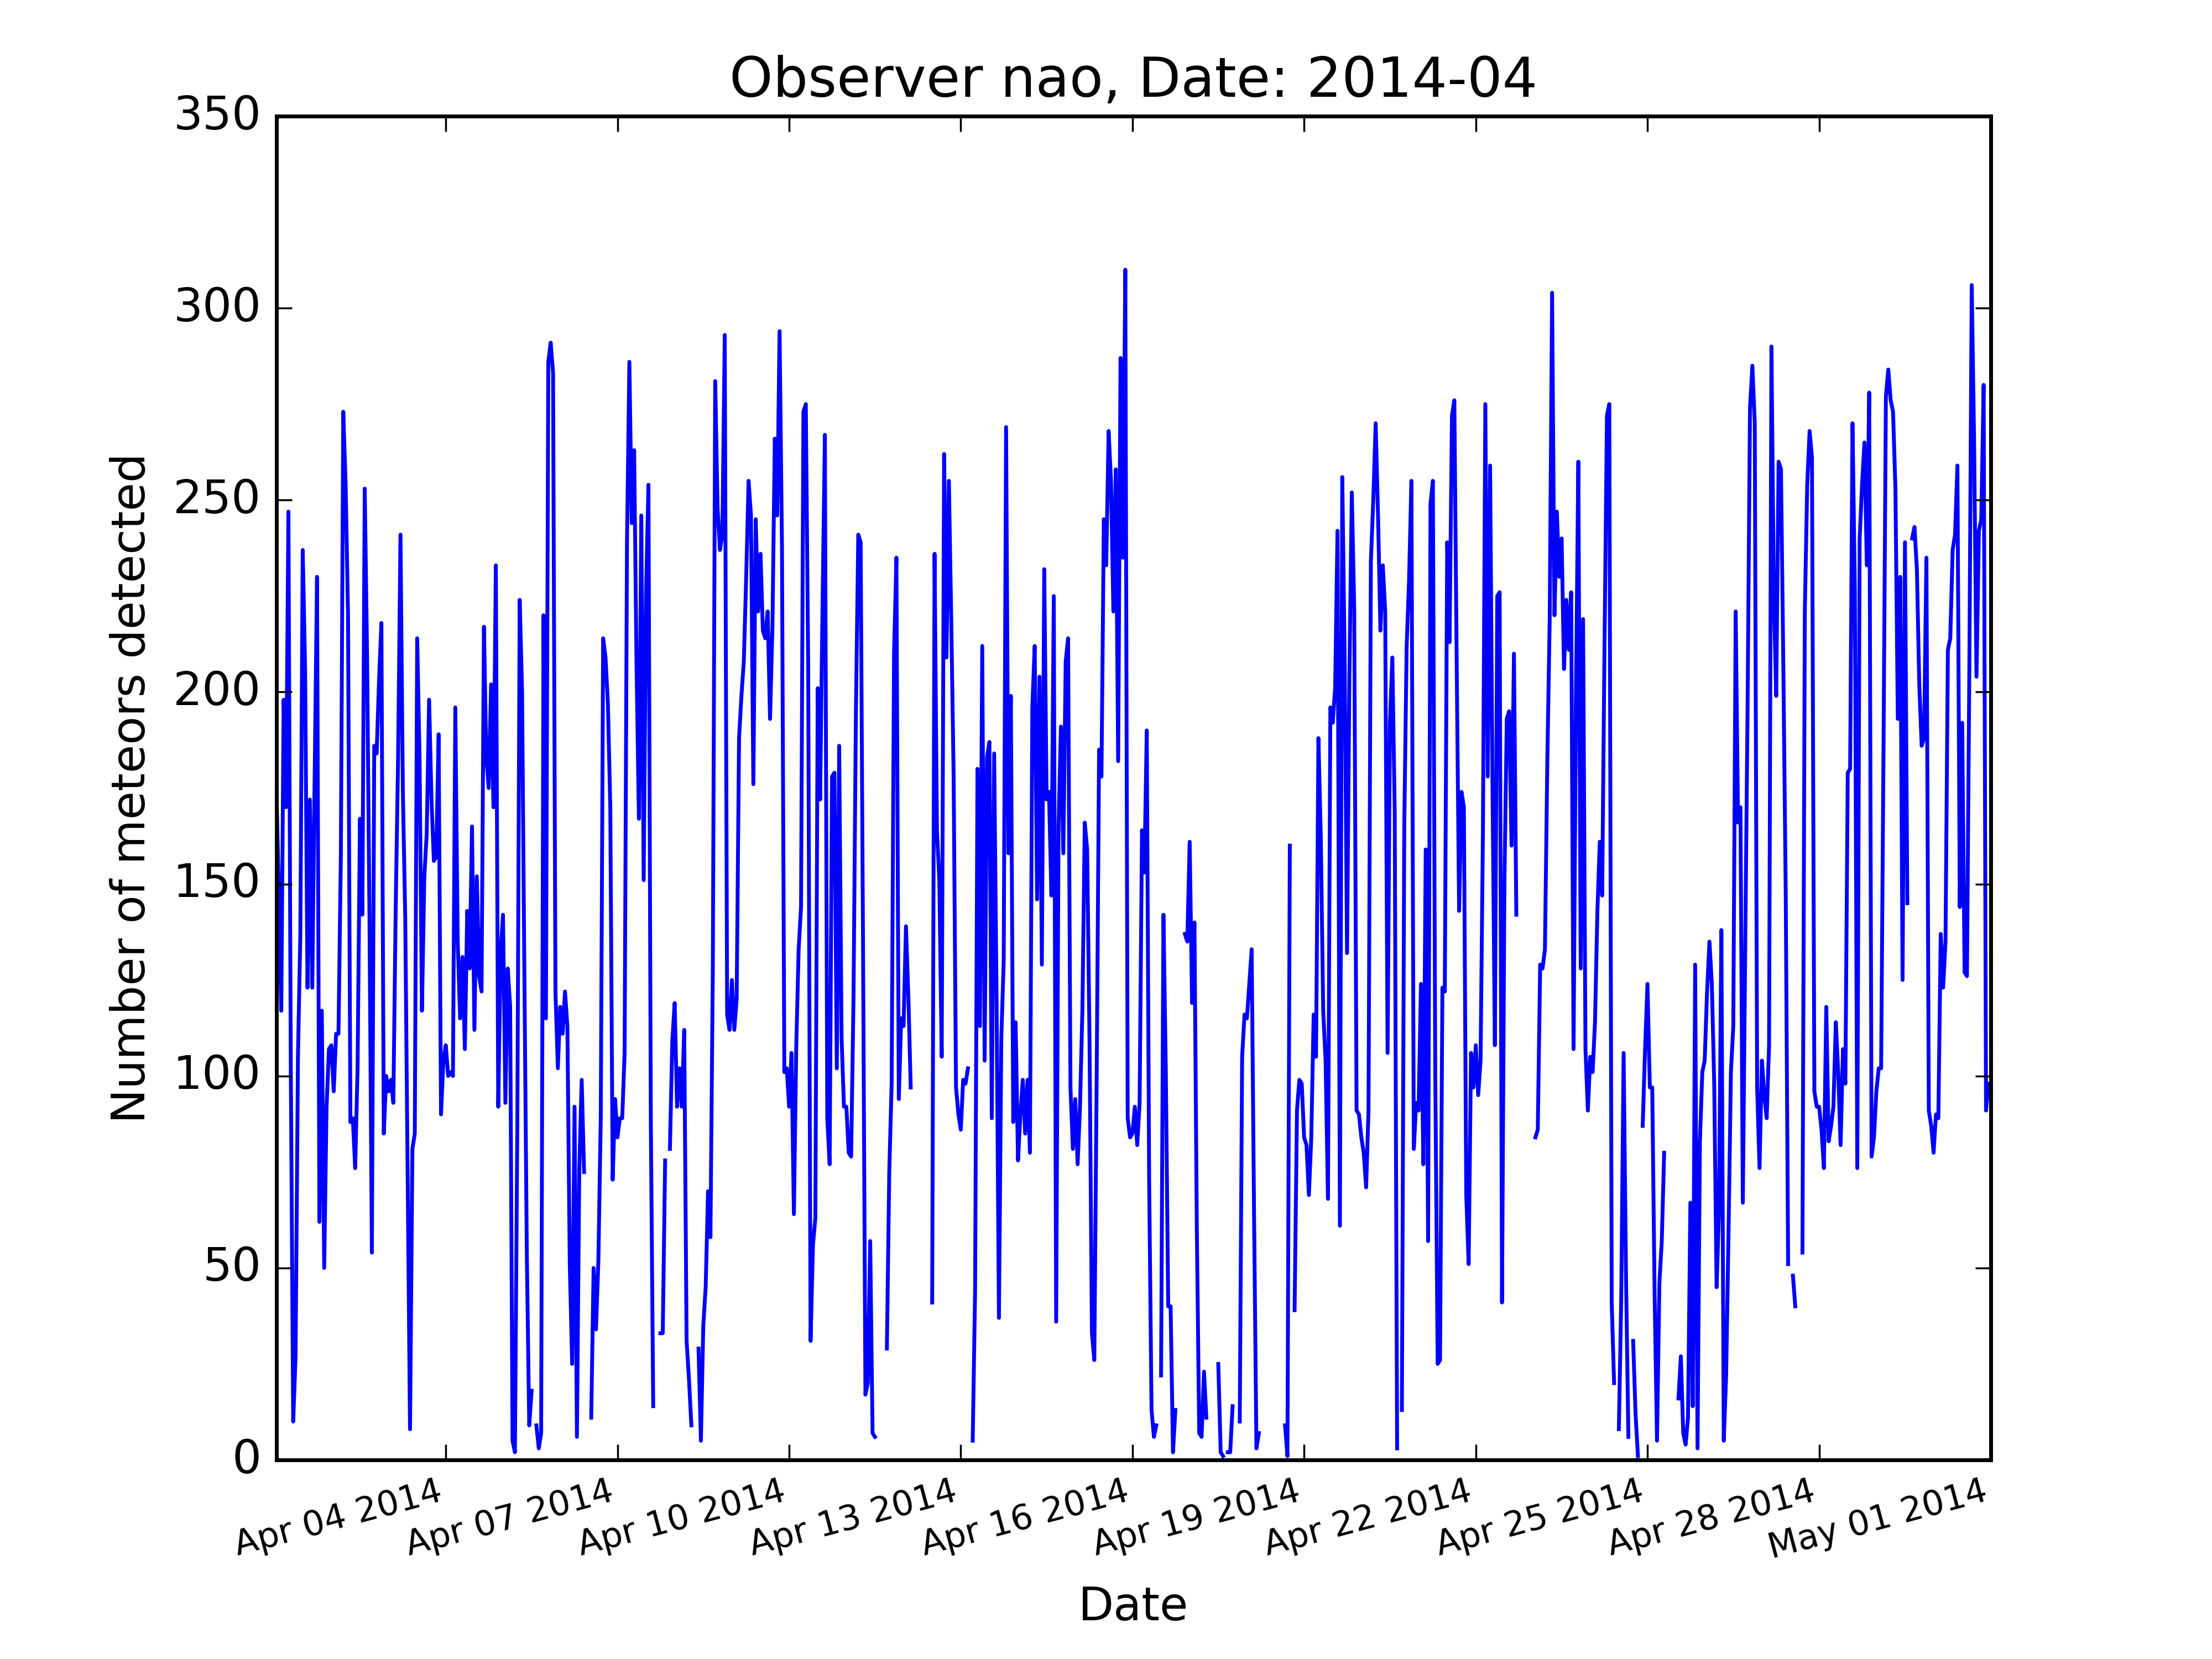 Observer nao, Date: 2014-04
Number of meteors detected
350
300
250
200
150
100
50
0
Apr 04 2014
Apr 07 2014
Apr 10 2014
Apr 13 2014
Apr 16 2014
Apr 19 2014
Apr 22 2014
Apr 25 2014
Apr 28 2014
May 01 2014
Date